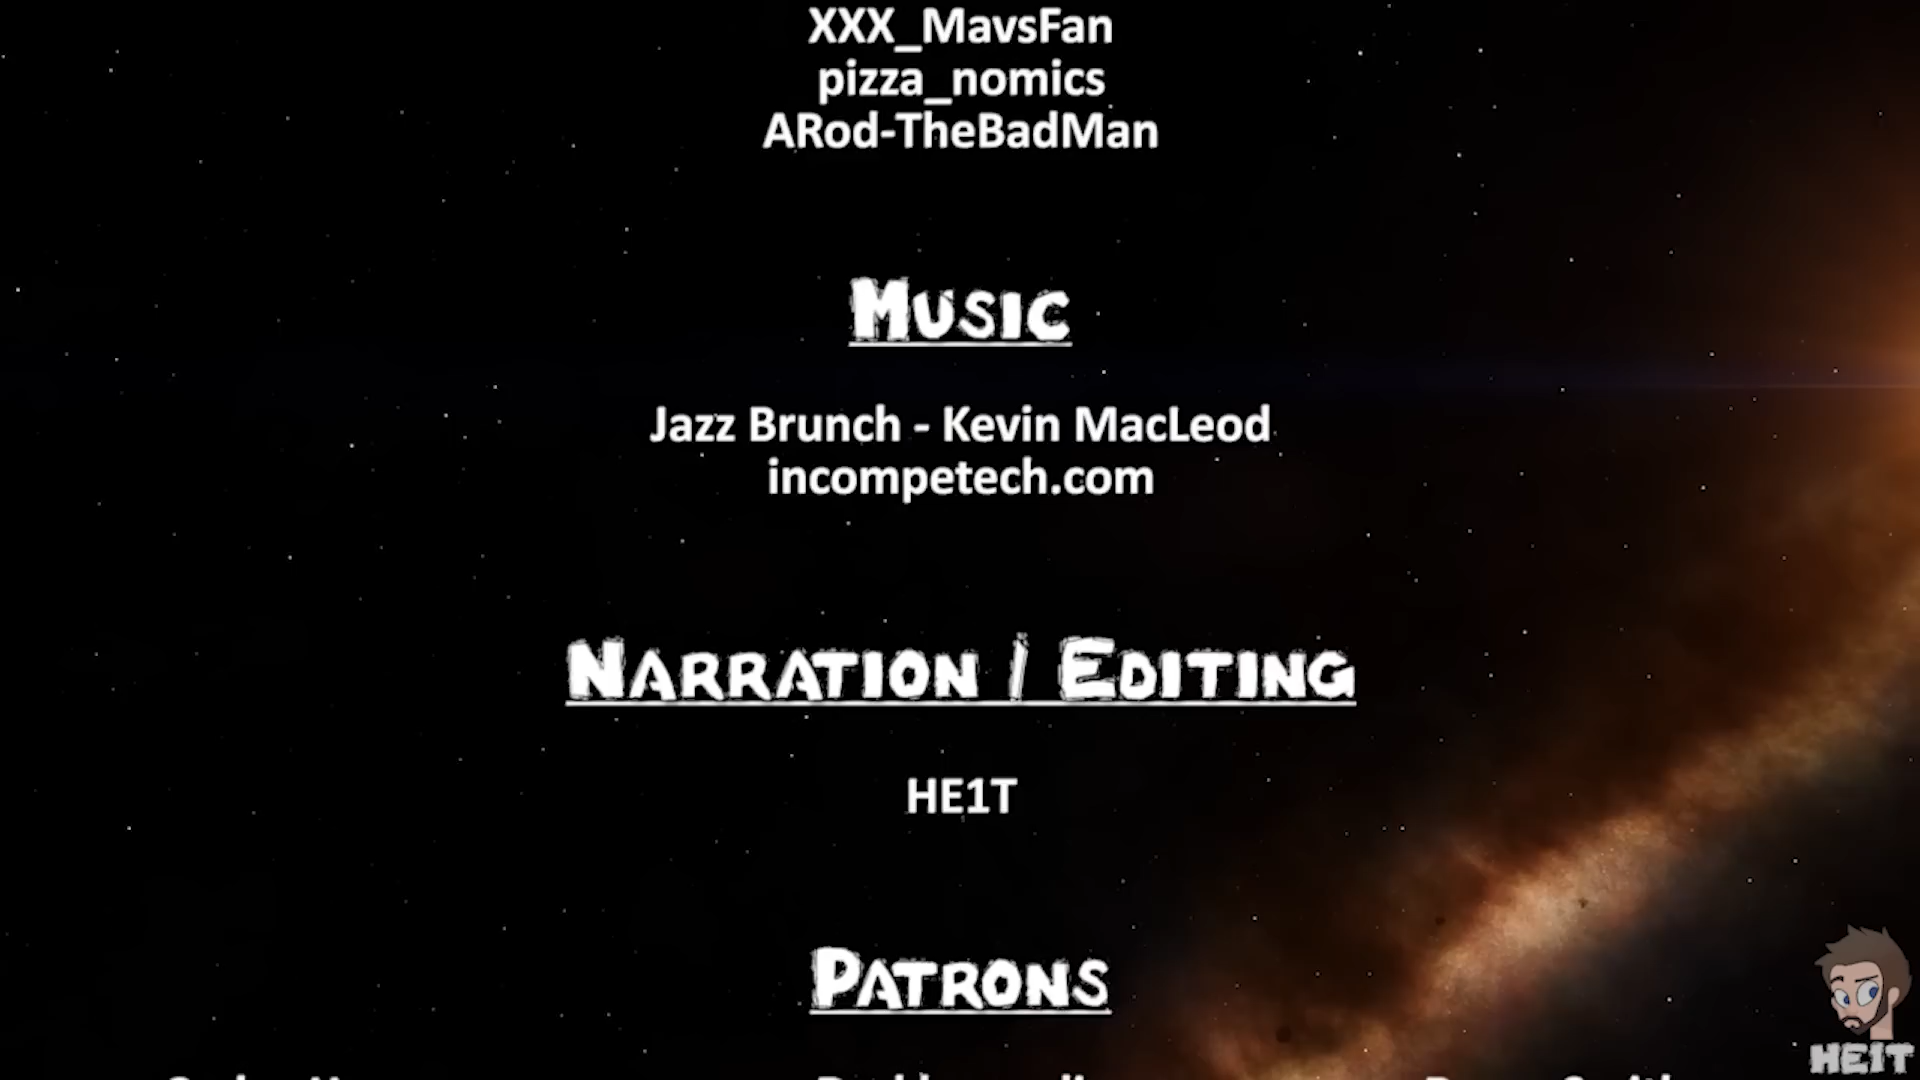 XXX_MavsFan
pizza_nomics
ARod-TheBadMan
MUSIC
Jazz Brunch - Kevin MacLeod
incompetech.com
NARRATION / EDITING
HE1T
PATRONS
HE1T